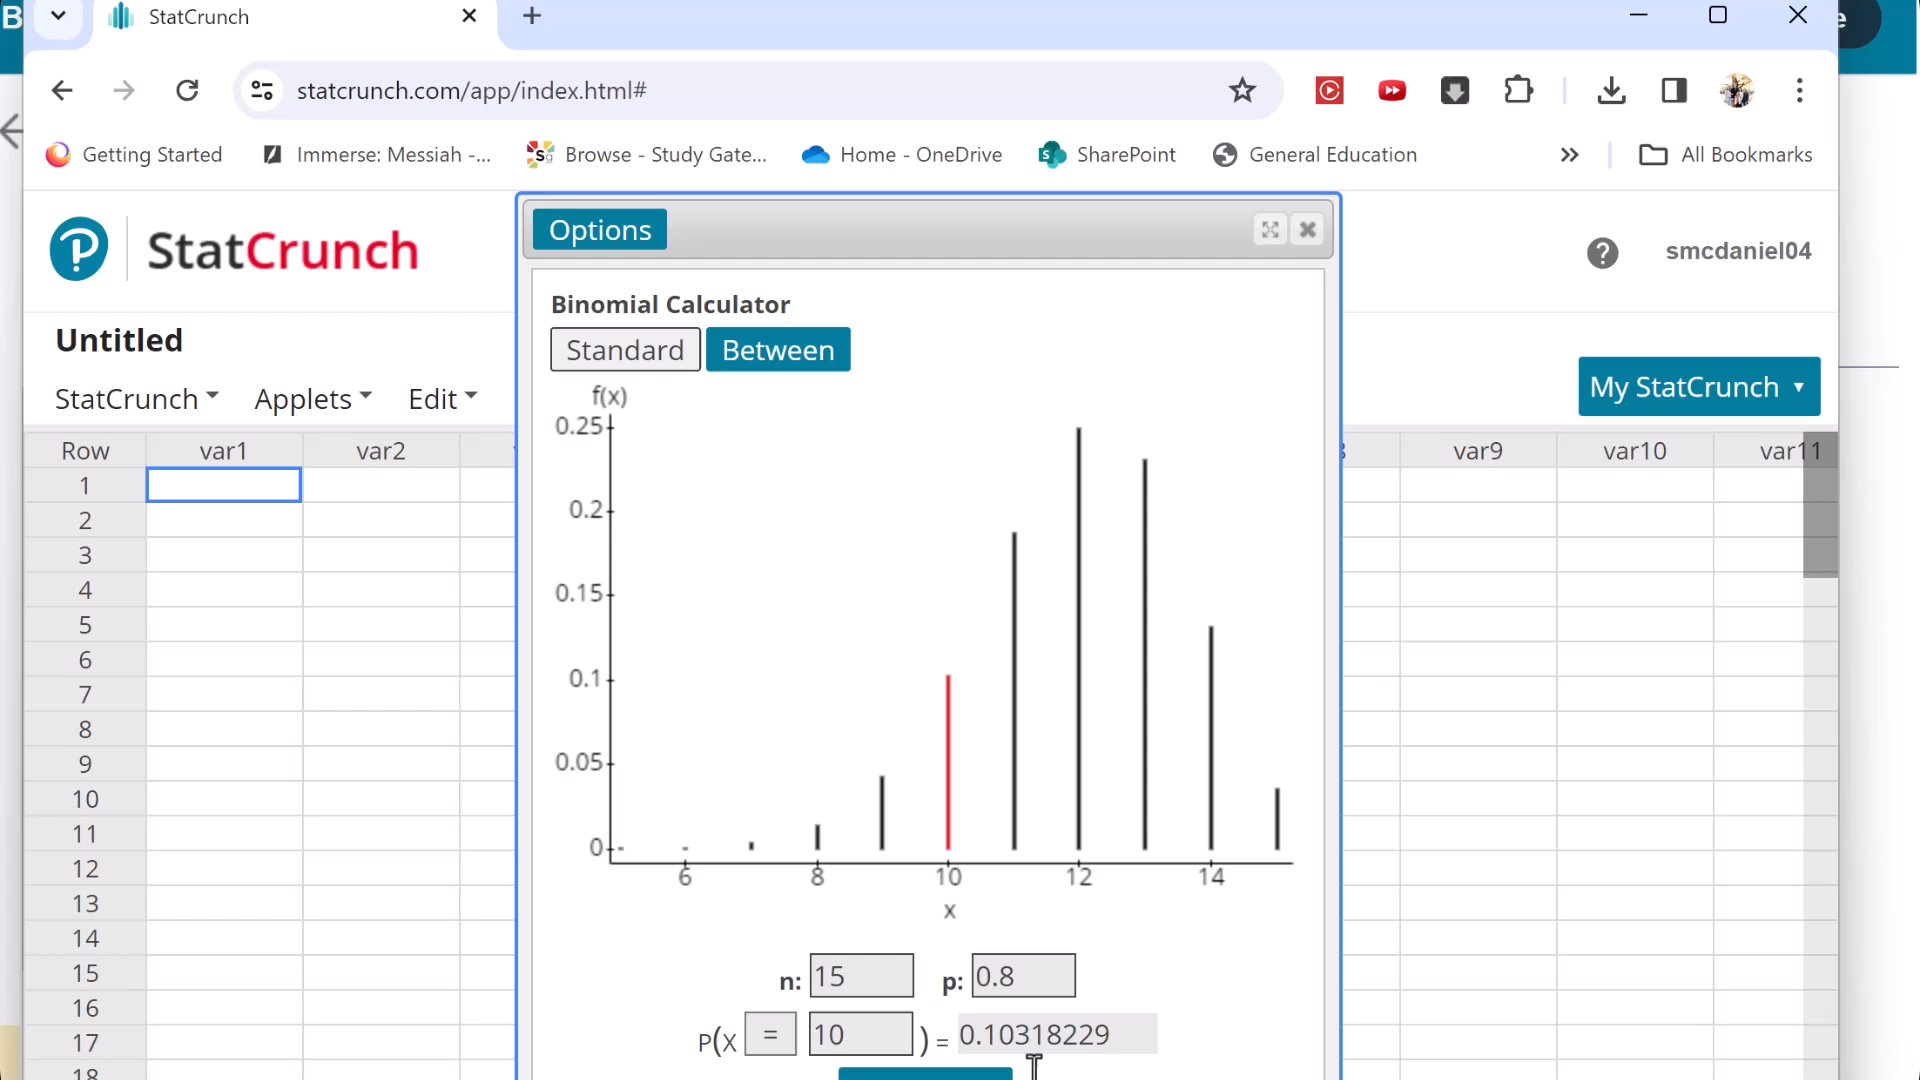 B
StatCrunch
e
statcrunch.com/app/index.html#
Getting Started
Immerse: Messiah -...
Sg
Browse - Study Gate...
Home - OneDrive
S
SharePoint
General Education
All Bookmarks
P
StatCrunch
? smcdaniel04
Options
Binomial Calculator
Standard Between
Untitled
StatCrunch Applets Edit
My StatCrunch
Row var1 var2 var9 var10 var11
1
2
3
4
5
6
7
8
9
10
11
12
13
14
15
16
17
18
f(x)
0.25
0.2
0.15
0.1
0.05
0
6 8 10 12 14
x
n: 15 p: 0.8
P(X = 10 ) = 0.10318229